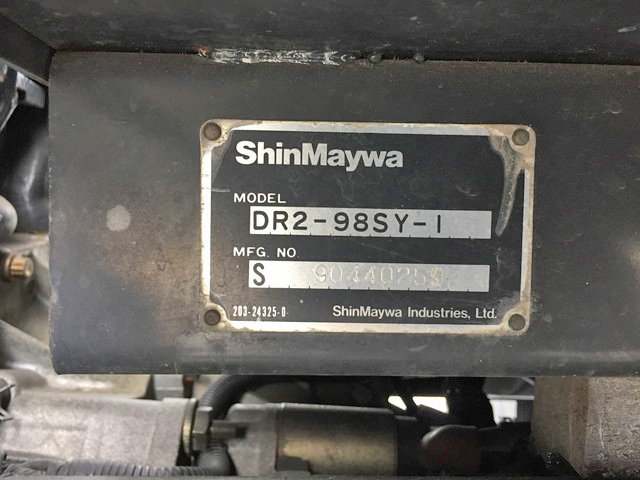 ShinMaywa
MODEL
DR2-98SY-1
MFG. NO.
S
203-24325-0 ShinMaywa Industries, Ltd.